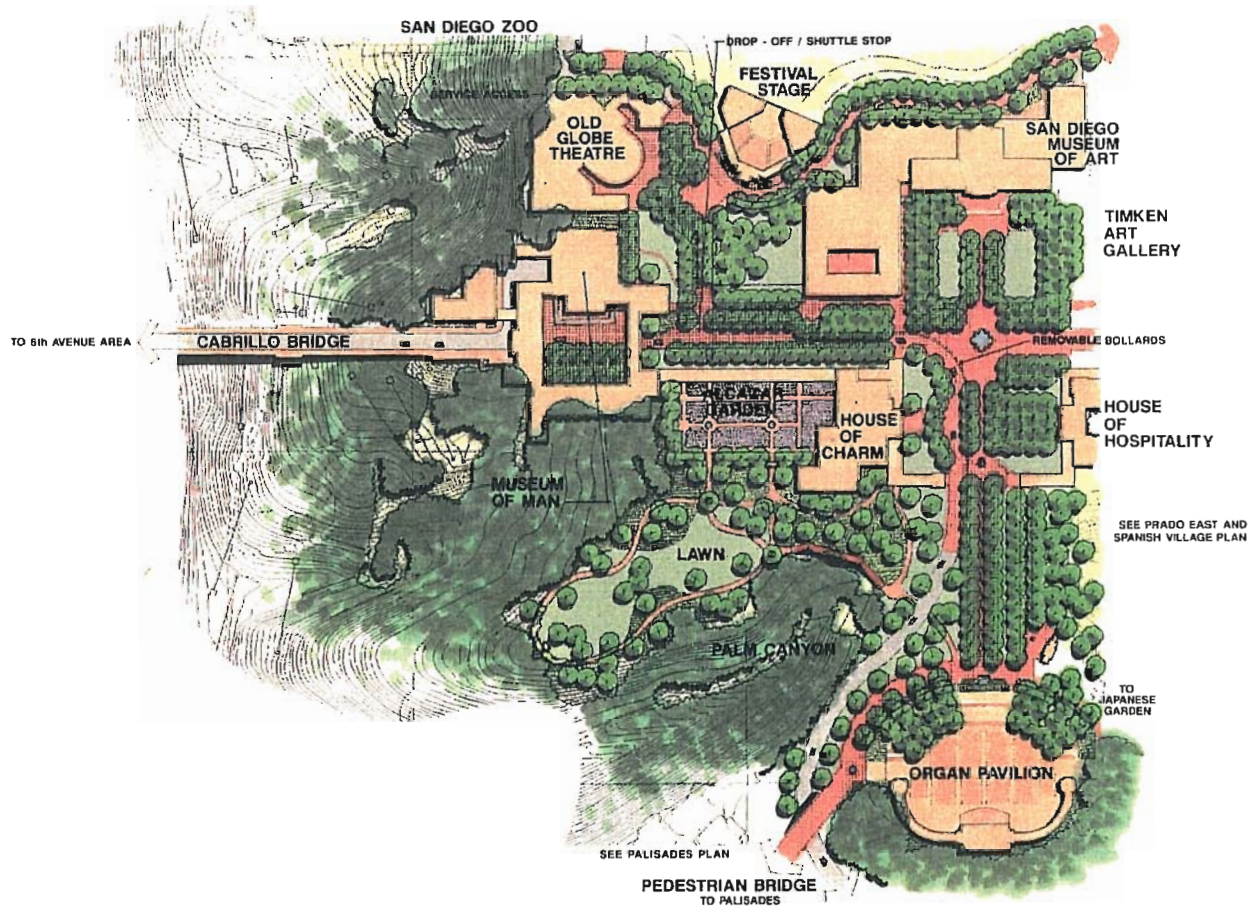 SAN DIEGO ZOO
DROP - OFF / SHUTTLE STOP
FESTIVAL
STAGE
SERVICE ACCESS
OLD
GLOBE
THEATRE
SAN DIEGO
MUSEUM
OF ART
TIMKEN
ART
GALLERY
TO 6th AVENUE AREA
CABRILLO BRIDGE
REMOVABLE BOLLARDS
ALCAZAR
GARDEN
HOUSE
OF
CHARM
HOUSE
OF
HOSPITALITY
MUSEUM
OF MAN
SEE PRADO EAST AND
SPANISH VILLAGE PLAN
LAWN
PALM CANYON
TO
JAPANESE
GARDEN
ORGAN PAVILION
SEE PALISADES PLAN
PEDESTRIAN BRIDGE
TO PALISADES